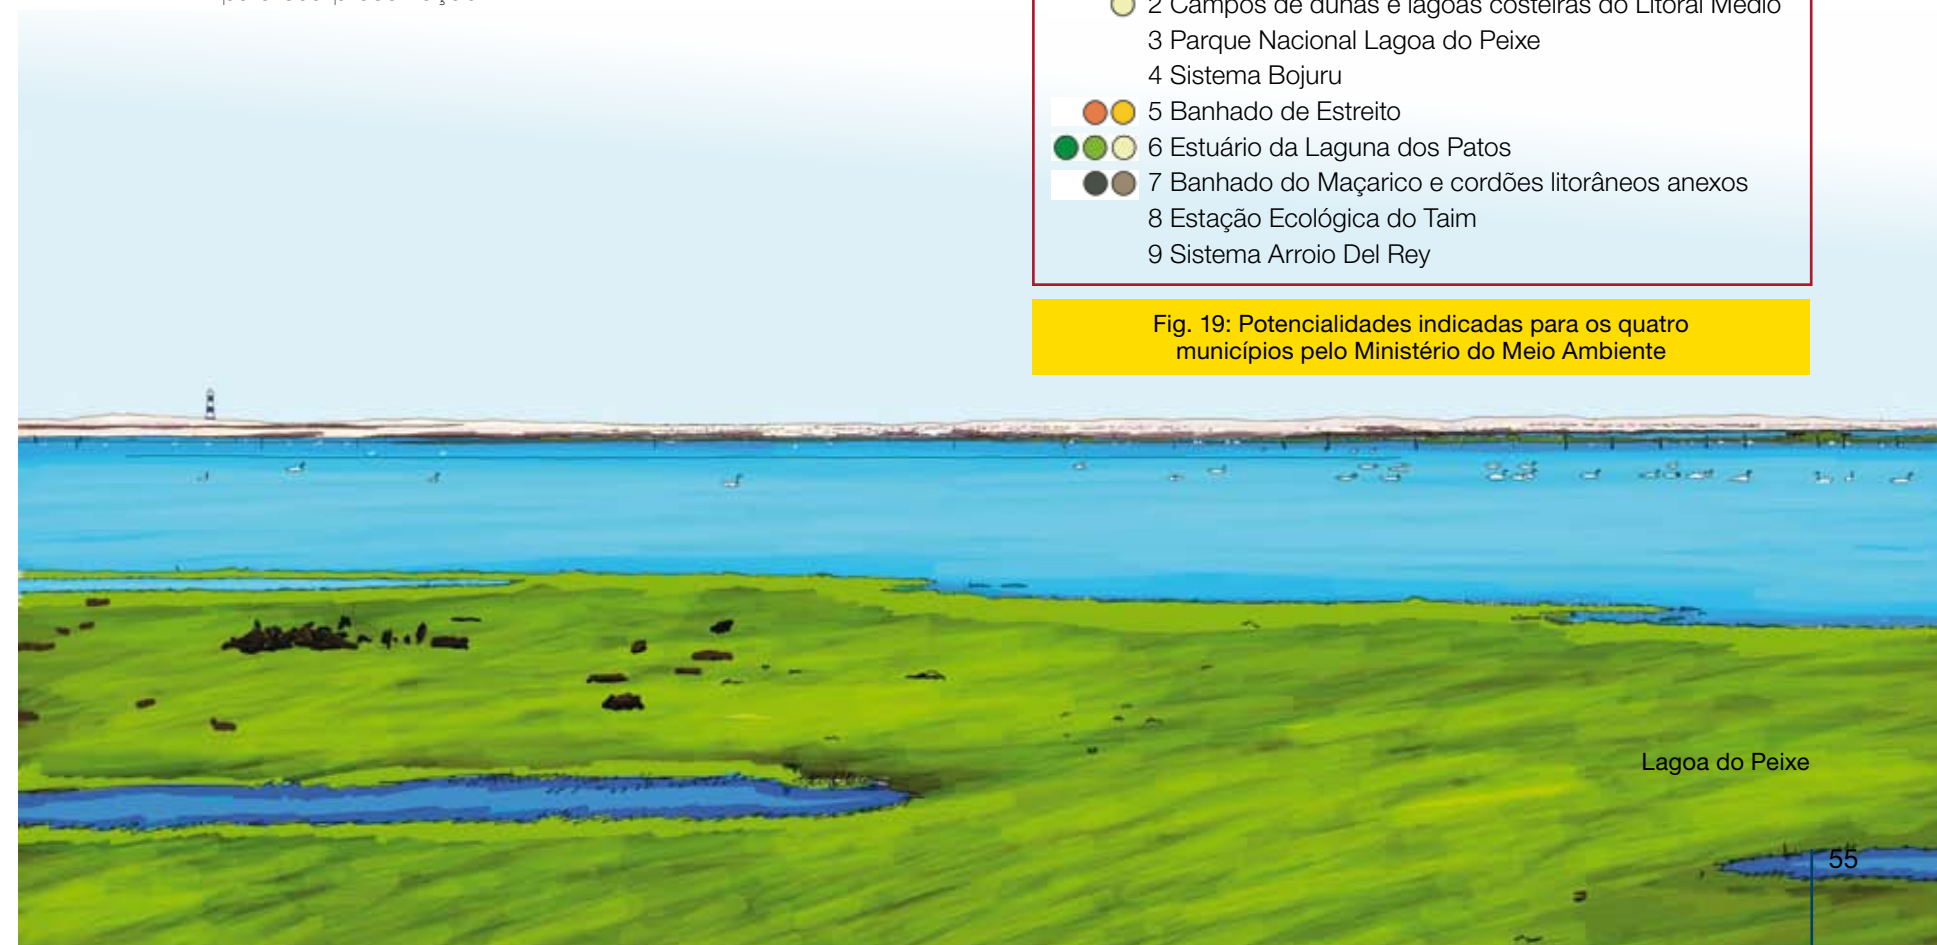 2 Campos de dunas e lagoas costeiras do Litoral Médio
3 Parque Nacional Lagoa do Peixe
4 Sistema Bojuru
5 Banhado de Estreito
6 Estuário da Laguna dos Patos
7 Banhado do Maçarico e cordões litorâneos anexos
8 Estação Ecológica do Taim
9 Sistema Arroio Del Rey
Fig. 19: Potencialidades indicadas para os quatro
municípios pelo Ministério do Meio Ambiente
Lagoa do Peixe
55